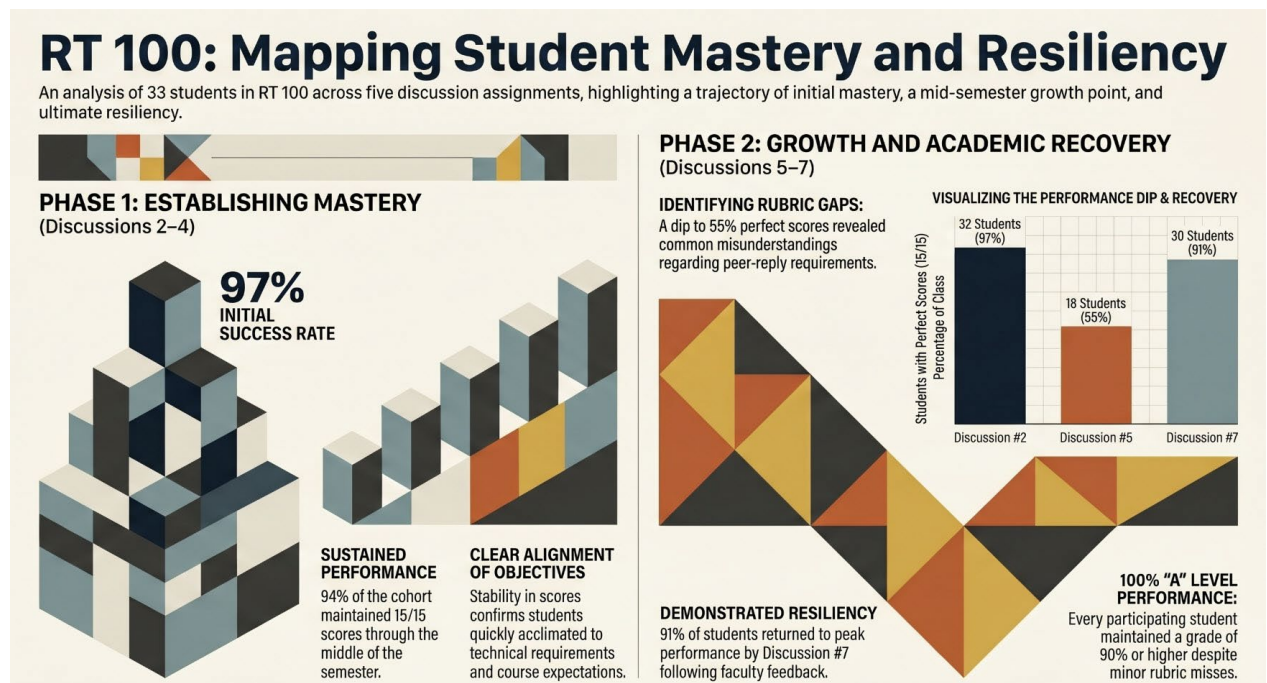 RT 100: Mapping Student Mastery and Resiliency
An analysis of 33 students in RT 100 across five discussion assignments, highlighting a trajectory of initial mastery, a mid-semester growth point, and
ultimate resiliency.
PHASE 1: ESTABLISHING MASTERY
(Discussions 2–4)
97%
INITIAL
SUCCESS RATE
SUSTAINED
PERFORMANCE
94% of the cohort
maintained 15/15
scores through the
middle of the
semester.
CLEAR ALIGNMENT
OF OBJECTIVES
Stability in scores
confirms students
quickly acclimated to
technical requirements
and course expectations.
PHASE 2: GROWTH AND ACADEMIC RECOVERY
(Discussions 5–7)
IDENTIFYING RUBRIC GAPS:
A dip to 55% perfect scores revealed
common misunderstandings
regarding peer-reply requirements.
VISUALIZING THE PERFORMANCE DIP & RECOVERY
Students with Perfect Scores (15/15)
Percentage of Class
32 Students
(97%)
18 Students
(55%)
30 Students
(91%)
Discussion #2
Discussion #5
Discussion #7
DEMONSTRATED RESILIENCY
91% of students returned to peak
performance by Discussion #7
following faculty feedback.
100% “A” LEVEL
PERFORMANCE:
Every participating student
maintained a grade of
90% or higher despite
minor rubric misses.